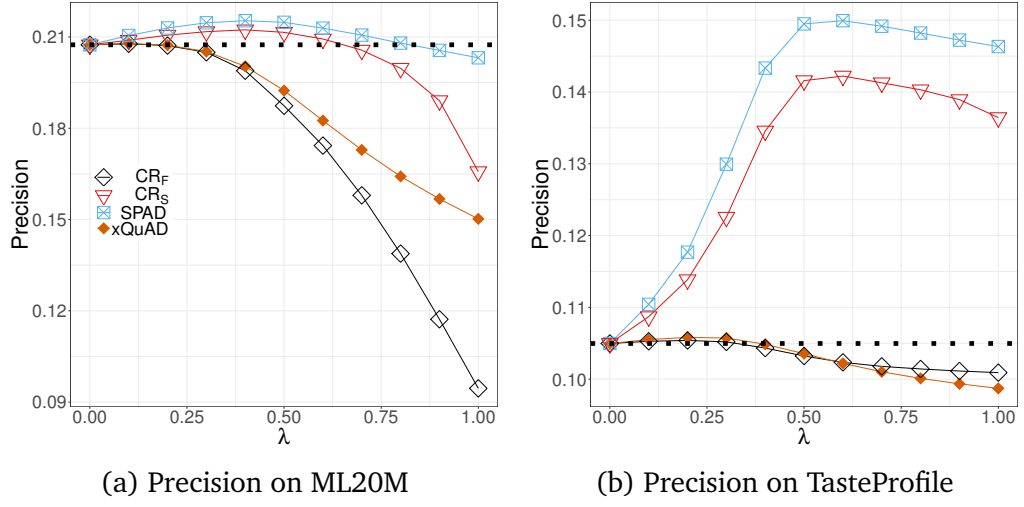 0.21
0.18
0.15
0.12
0.09
Precision
CR_F
CR_S
SPAD
xQuAD
0.00 0.25 0.50 0.75 1.00
λ
(a) Precision on ML20M
0.15
0.14
0.13
0.12
0.11
0.10
Precision
0.00 0.25 0.50 0.75 1.00
λ
(b) Precision on TasteProfile